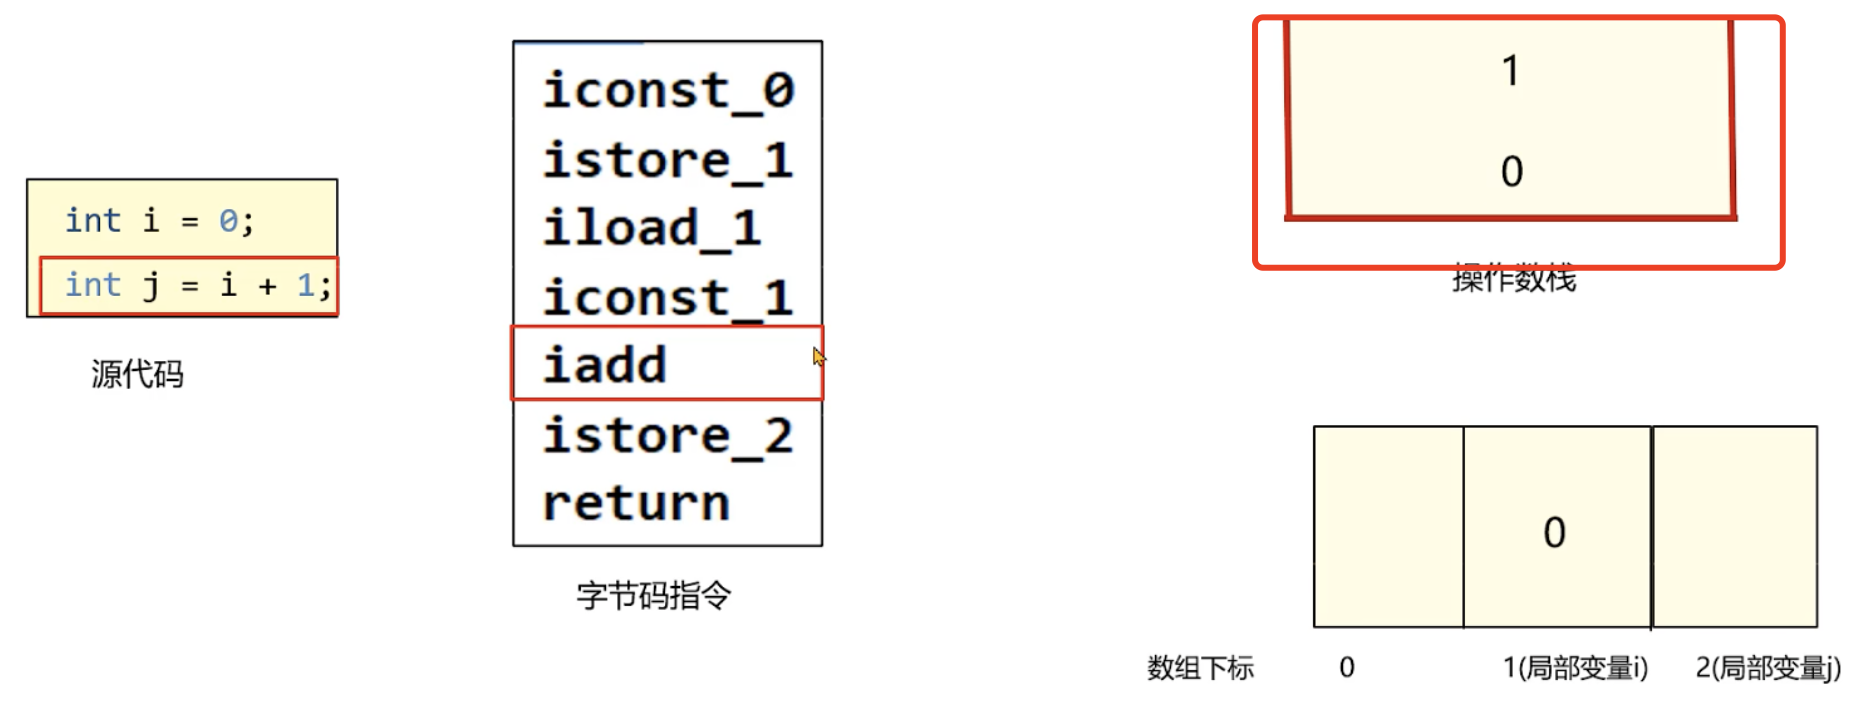 int i = 0;
int j = i + 1;
源代码
iconst_0
istore_1
iload_1
iconst_1
iadd
istore_2
return
字节码指令
1
0
操作数栈
0
数组下标 0 1(局部变量i) 2(局部变量j)